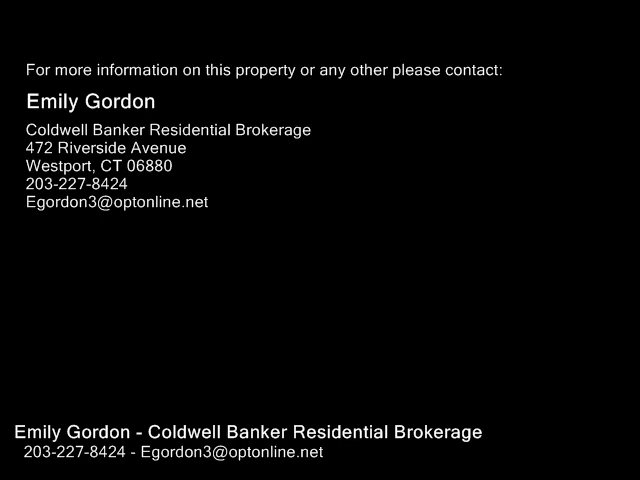 For more information on this property or any other please contact:
Emily Gordon
Coldwell Banker Residential Brokerage
472 Riverside Avenue
Westport, CT 06880
203-227-8424
Egordon3@optonline.net
Emily Gordon - Coldwell Banker Residential Brokerage
203-227-8424 - Egordon3@optonline.net